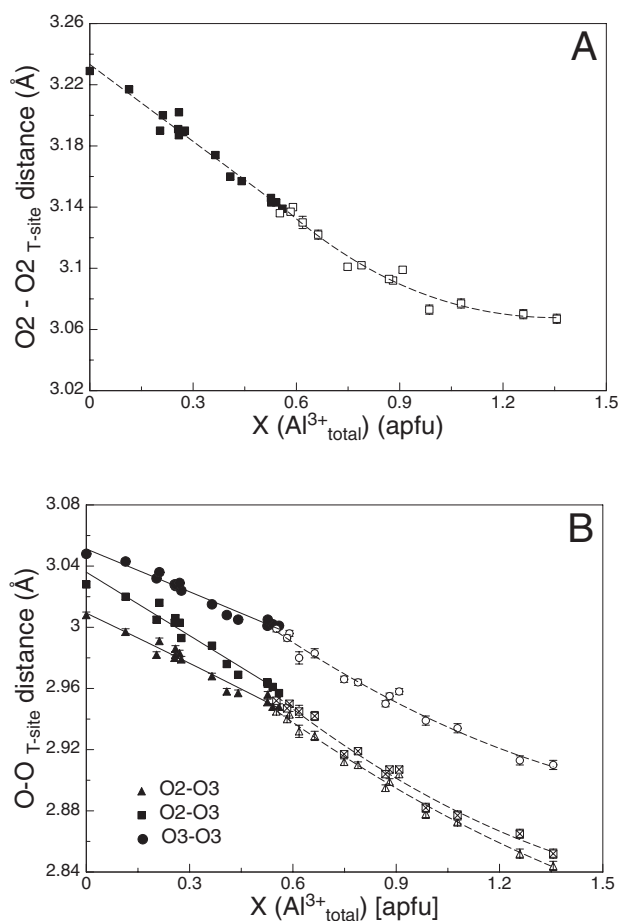 A
3.26
3.22
3.18
3.14
3.1
3.06
3.02
O2 - O2 T-site distance (Å)
0 0.3 0.6 0.9 1.2 1.5
X (Al3+total) (apfu)
B
3.08
3.04
3
2.96
2.92
2.88
2.84
O-O T-site distance (Å)
O2-O3
O2-O3
O3-O3
0 0.3 0.6 0.9 1.2 1.5
X (Al3+total) [apfu]